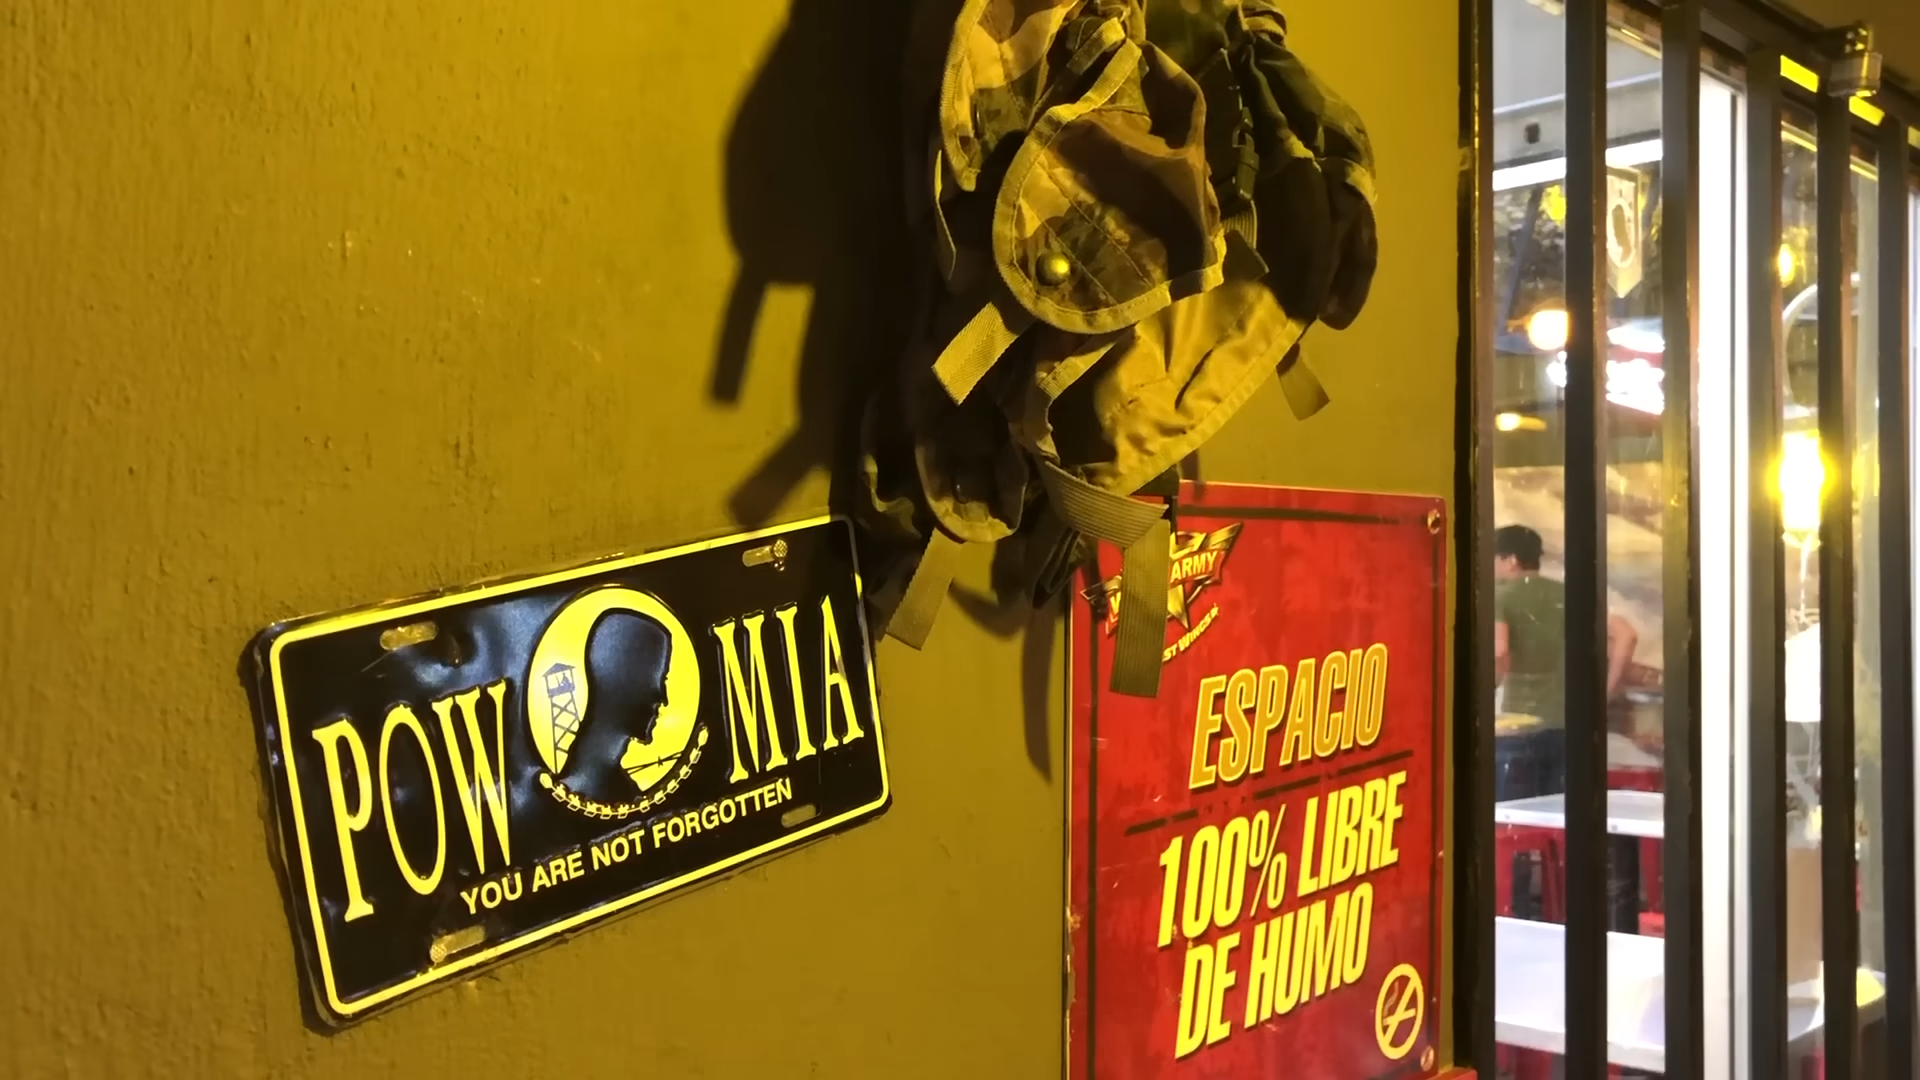 POW MIA
YOU ARE NOT FORGOTTEN
ARMY
ESPACIO
100% LIBRE
DE HUMO